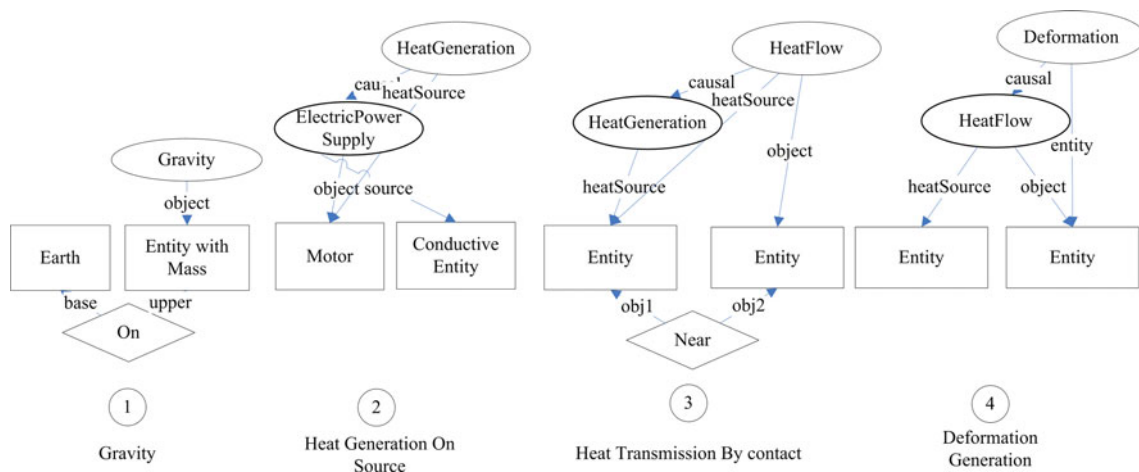 Gravity
object
Earth
Entity with
Mass
base
upper
On
1
Gravity
HeatGeneration
causal
heatSource
ElectricPower
Supply
object source
Motor
Conductive
Entity
2
Heat Generation On
Source
HeatFlow
causal
heatSource
HeatGeneration
object
heatSource
Entity
Entity
obj1
obj2
Near
3
Heat Transmission By contact
Deformation
causal
HeatFlow
entity
heatSource
object
Entity
Entity
4
Deformation
Generation